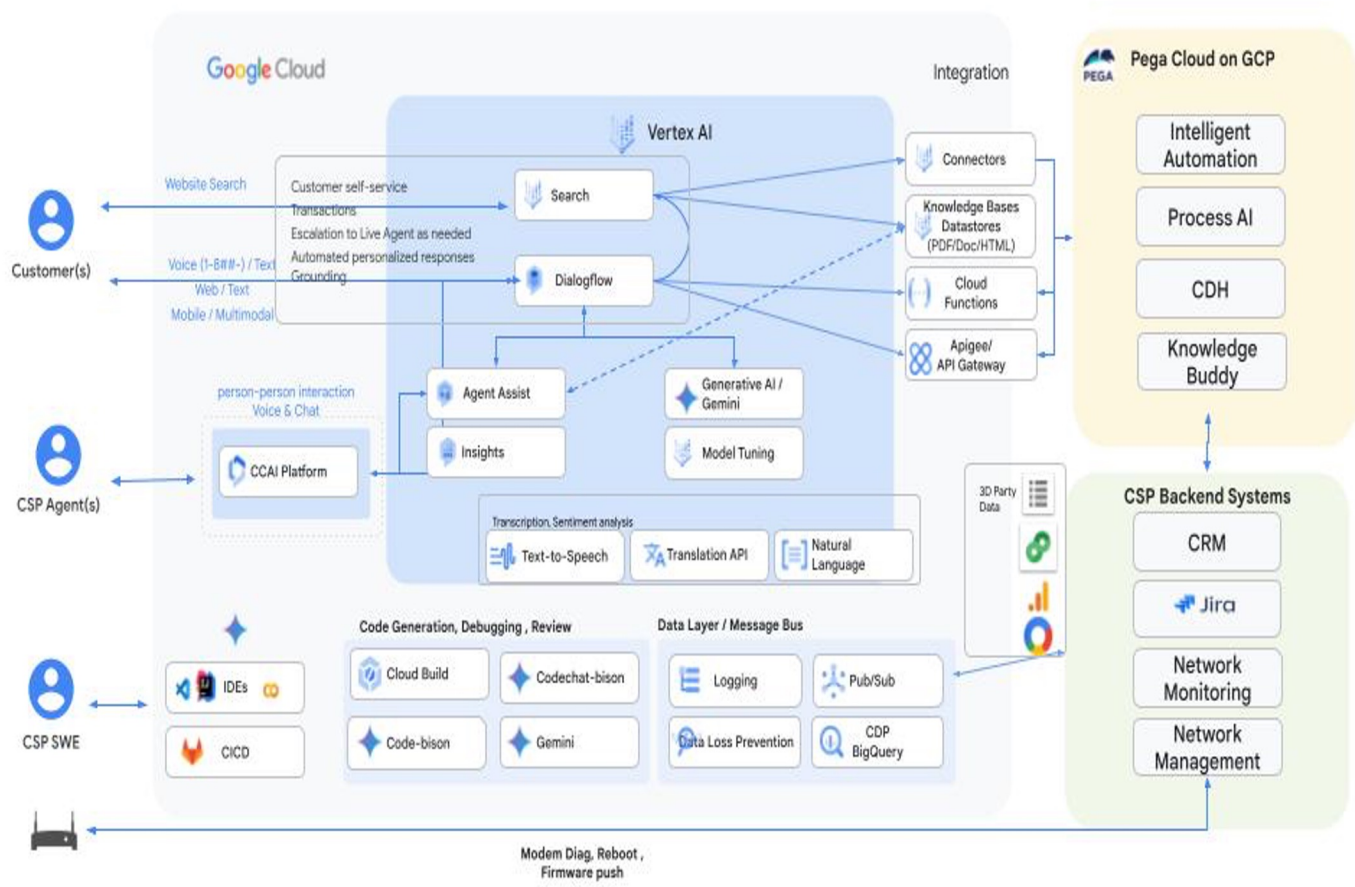 Google Cloud
Integration
PEGA
Pega Cloud on GCP
Intelligent
Automation
Process AI
CDH
Knowledge
Buddy
Vertex AI
Website Search
Customer self-service
Transactions
Escalation to Live Agent as needed
Automated personalized responses
Grounding
Search
Dialogflow
Connectors
Knowledge Bases
Datastores
(PDF/Doc/HTML)
Cloud
Functions
Apigee/
API Gateway
Customer(s)
Voice (1-8##-) / Text
Web / Text
Mobile / Multimodal
person-person interaction
Voice & Chat
CCAI Platform
Agent Assist
Insights
Generative AI /
Gemini
Model Tuning
CSP Agent(s)
Transcription, Sentiment analysis
Text-to-Speech
Translation API
Natural
Language
3D Party
Data
CSP Backend Systems
CRM
Jira
Network
Monitoring
Network
Management
CSP SWE
IDEs
CICD
Code Generation, Debugging , Review
Cloud Build
Codechat-bison
Code-bison
Gemini
Data Layer / Message Bus
Logging
Pub/Sub
Data Loss Prevention
CDP
BigQuery
Modem Diag, Reboot ,
Firmware push